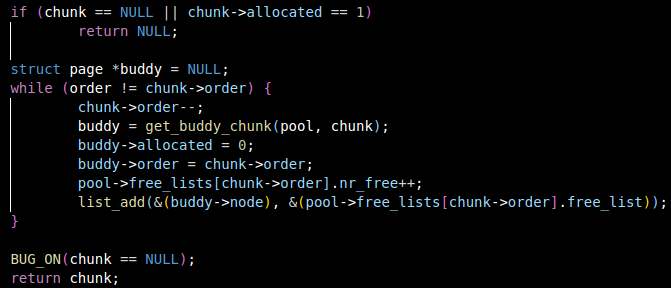 if (chunk == NULL || chunk->allocated == 1)
        return NULL;

struct page *buddy = NULL;
while (order != chunk->order) {
        chunk->order--;
        buddy = get_buddy_chunk(pool, chunk);
        buddy->allocated = 0;
        buddy->order = chunk->order;
        pool->free_lists[chunk->order].nr_free++;
        list_add(&(buddy->node), &(pool->free_lists[chunk->order].free_list));
}

BUG_ON(chunk == NULL);
return chunk;